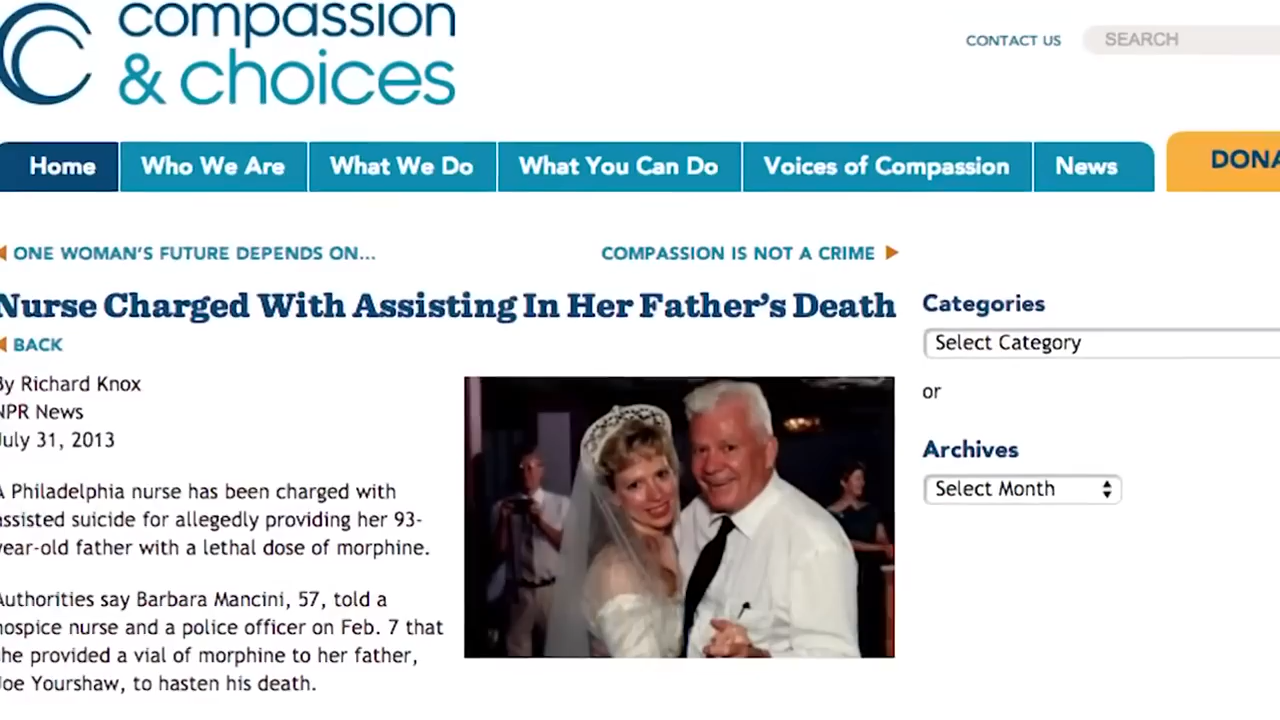 compassion
& choices
CONTACT US
SEARCH
Home
Who We Are
What We Do
What You Can Do
Voices of Compassion
News
DONA
ONE WOMAN'S FUTURE DEPENDS ON...
COMPASSION IS NOT A CRIME
Nurse Charged With Assisting In Her Father's Death
BACK
By Richard Knox
NPR News
July 31, 2013
A Philadelphia nurse has been charged with
assisted suicide for allegedly providing her 93-
year-old father with a lethal dose of morphine.
Authorities say Barbara Mancini, 57, told a
hospice nurse and a police officer on Feb. 7 that
she provided a vial of morphine to her father,
Joe Yourshaw, to hasten his death.
Categories
Select Category
or
Archives
Select Month